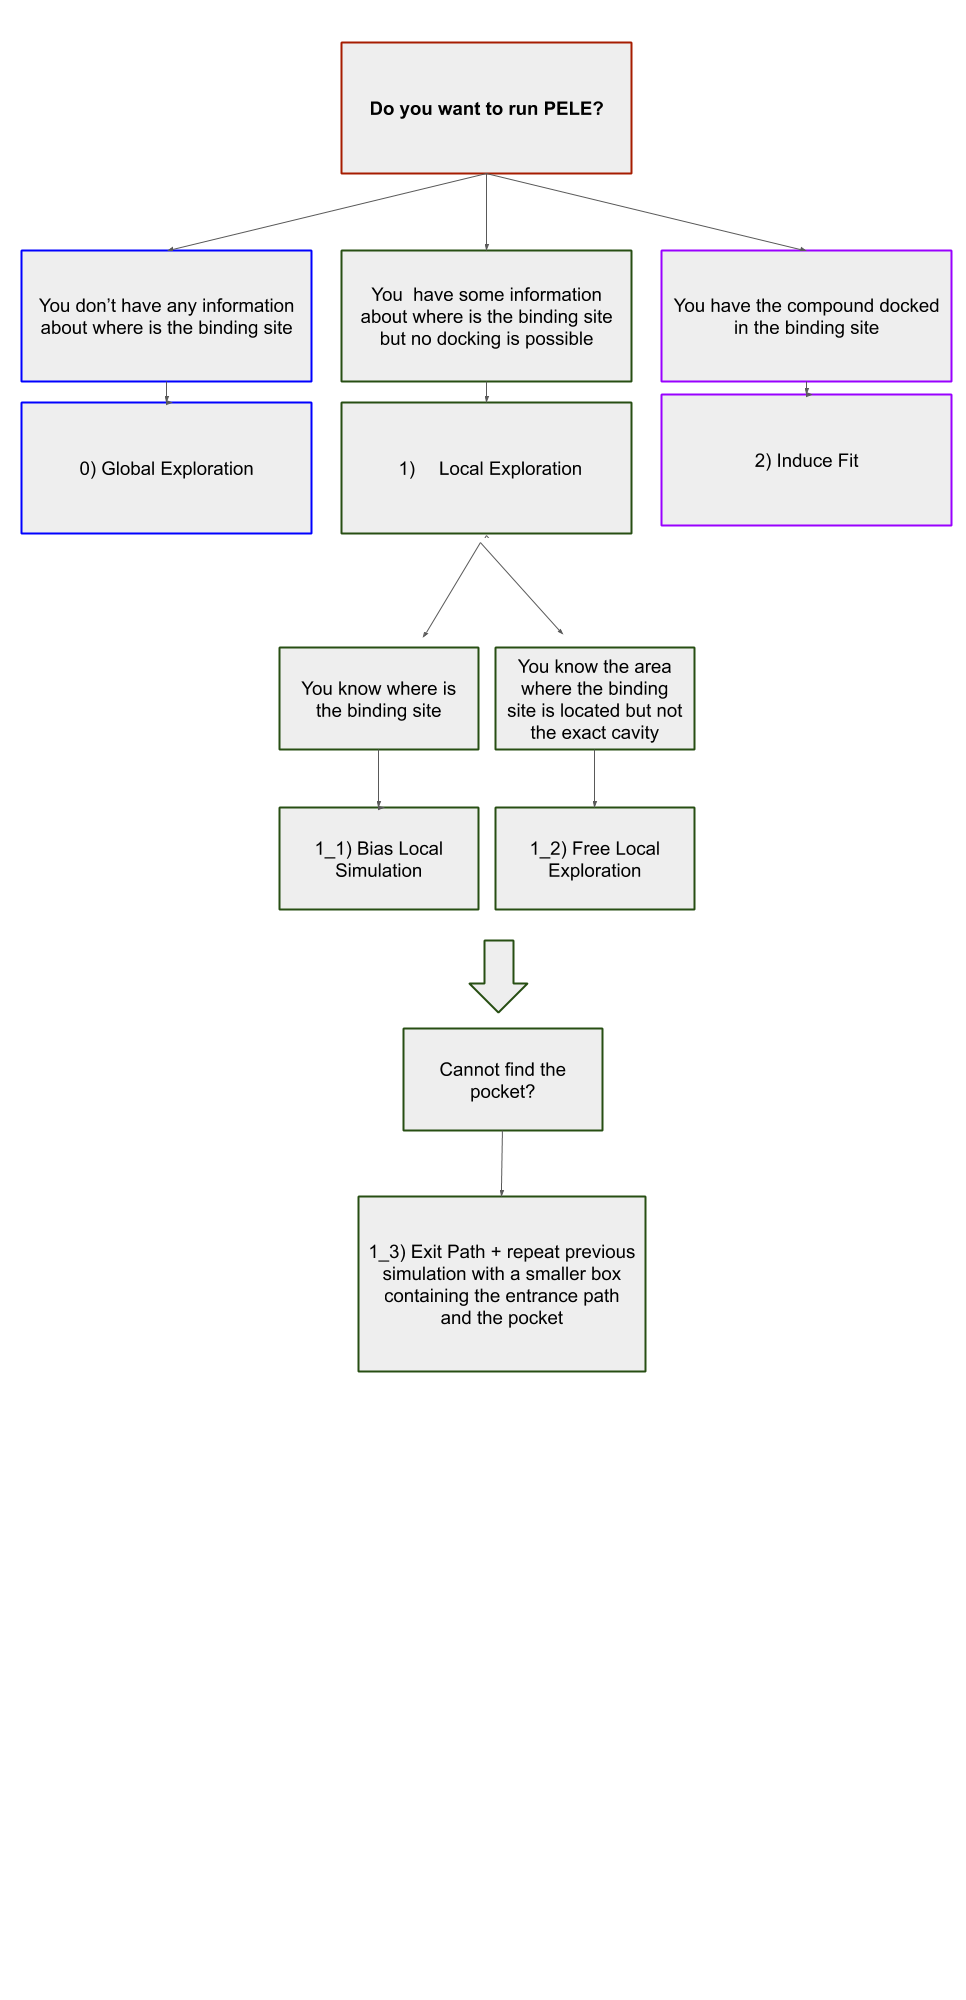 Do you want to run PELE?
You don't have any information
about where is the binding site
You  have some information
about where is the binding site
but no docking is possible
You have the compound docked
in the binding site
0) Global Exploration
1)    Local Exploration
2) Induce Fit
You know where is
the binding site
You know the area
where the binding
site is located but not
the exact cavity
1_1) Bias Local
Simulation
1_2) Free Local
Exploration
Cannot find the
pocket?
1_3) Exit Path + repeat previous
simulation with a smaller box
containing the entrance path
and the pocket